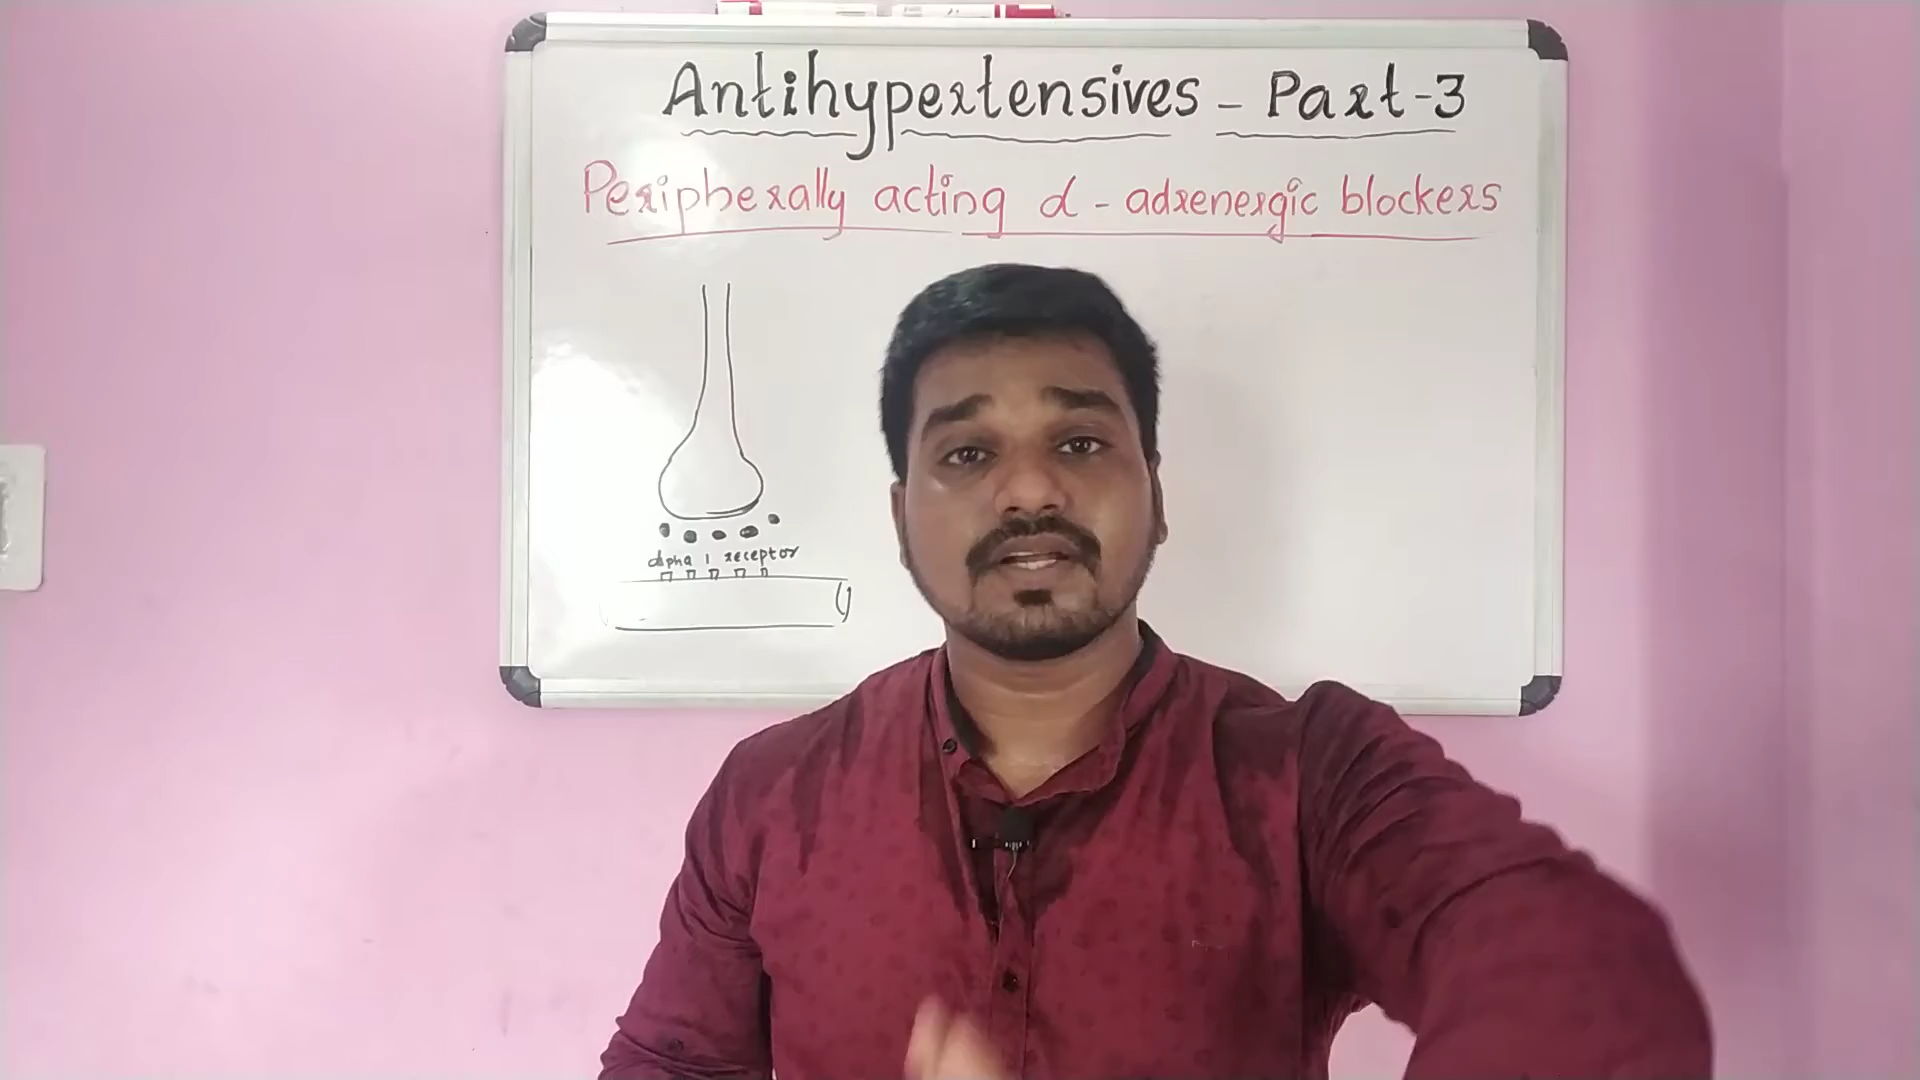 Antihypertensives - Part-3
Peripherally acting α - adrenergic blockers
alpha 1 receptor